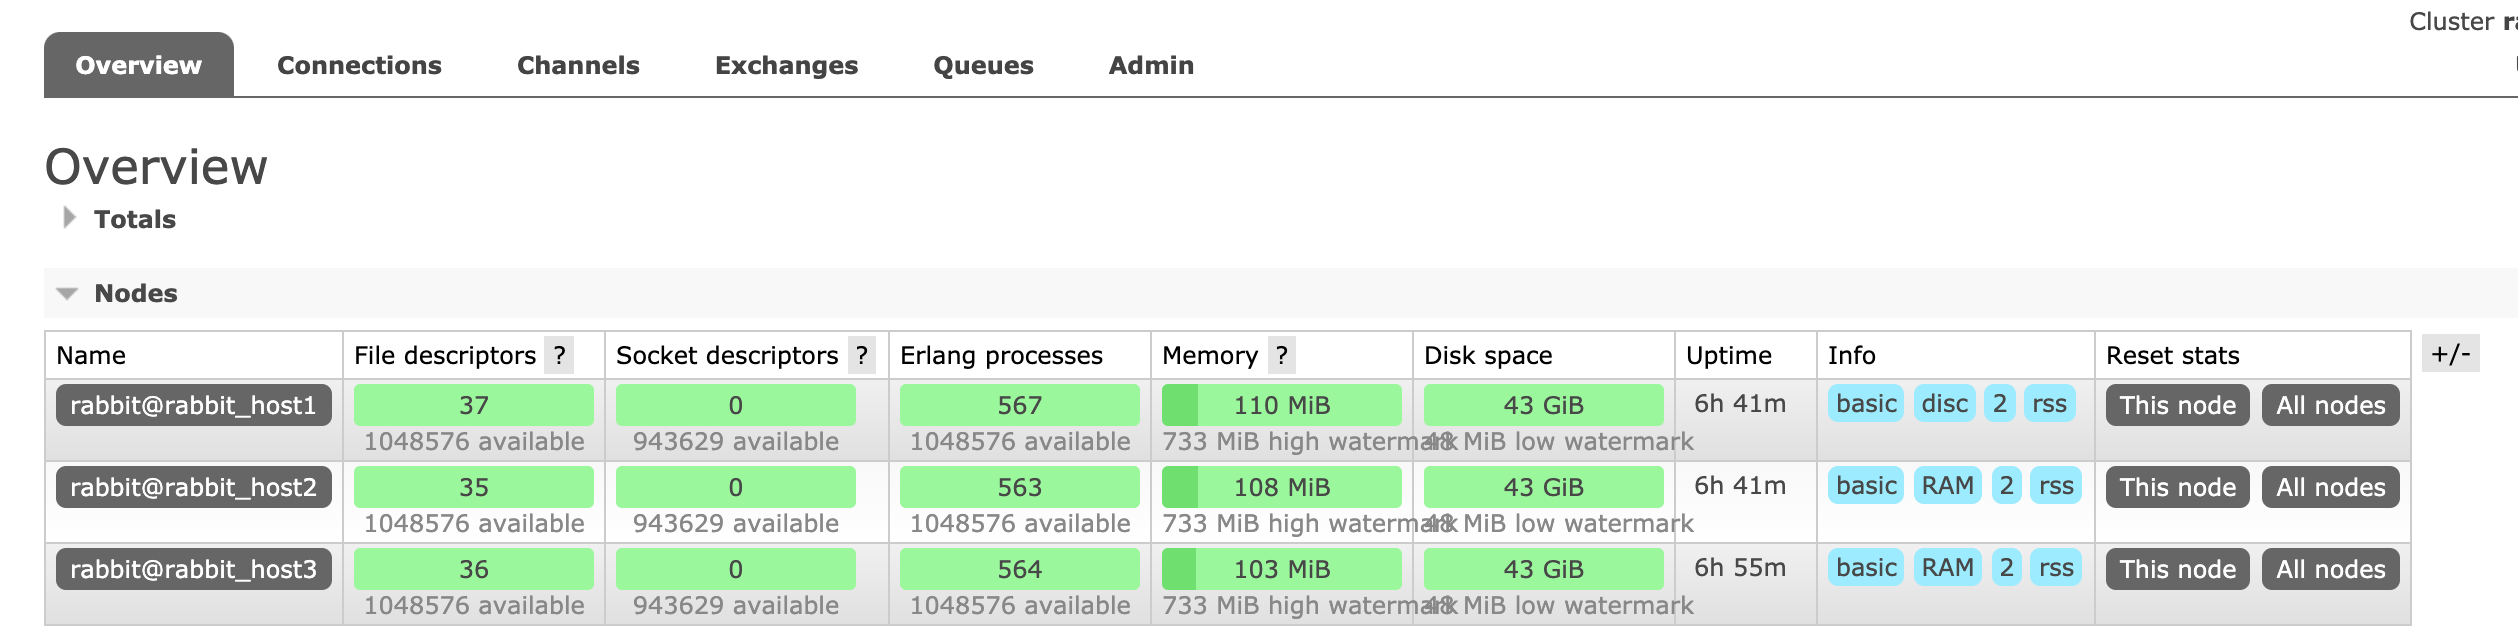 Cluster
Overview Connections Channels Exchanges Queues Admin
Overview
Totals
Nodes
Name File descriptors ? Socket descriptors ? Erlang processes Memory ? Disk space Uptime Info Reset stats +/-
rabbit@rabbit_host1 37 0 567 110 MiB 43 GiB 6h 41m basic disc 2 rss This node All nodes
1048576 available 943629 available 1048576 available 733 MiB high watermark 48 MiB low watermark
rabbit@rabbit_host2 35 0 563 108 MiB 43 GiB 6h 41m basic RAM 2 rss This node All nodes
1048576 available 943629 available 1048576 available 733 MiB high watermark 48 MiB low watermark
rabbit@rabbit_host3 36 0 564 103 MiB 43 GiB 6h 55m basic RAM 2 rss This node All nodes
1048576 available 943629 available 1048576 available 733 MiB high watermark 48 MiB low watermark